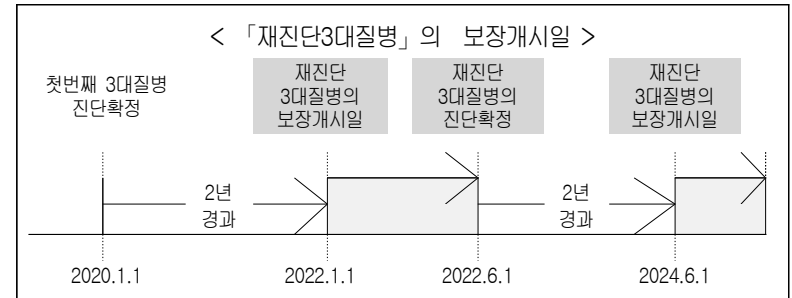 < 「재진단3대질병」의 보장개시일 >
첫번째 3대질병
진단확정
재진단
3대질병의
보장개시일
재진단
3대질병의
진단확정
재진단
3대질병의
보장개시일
2년
경과
2년
경과
2020.1.1
2022.1.1
2022.6.1
2024.6.1